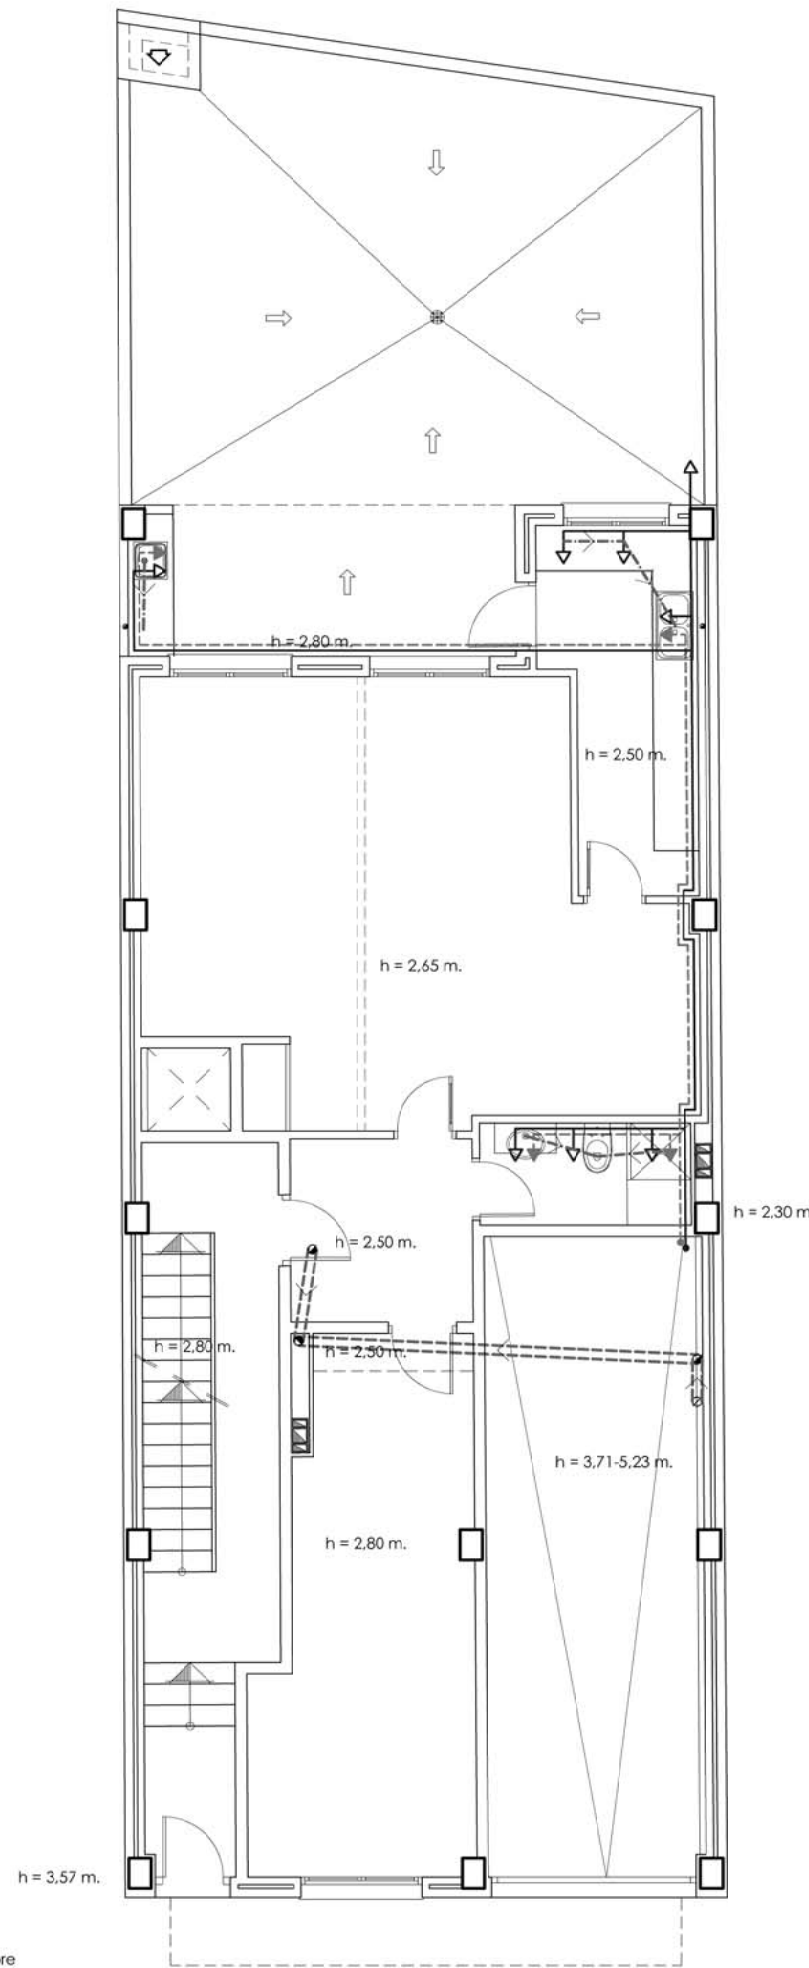 h = 2,80 m.
h = 2,50 m.
h = 2,65 m.
h = 2,30 m
h = 2,50 m.
h = 2,80 m.
h = 2,50 m.
h = 3,71-5,23 m.
h = 2,80 m.
h = 3,57 m.
re